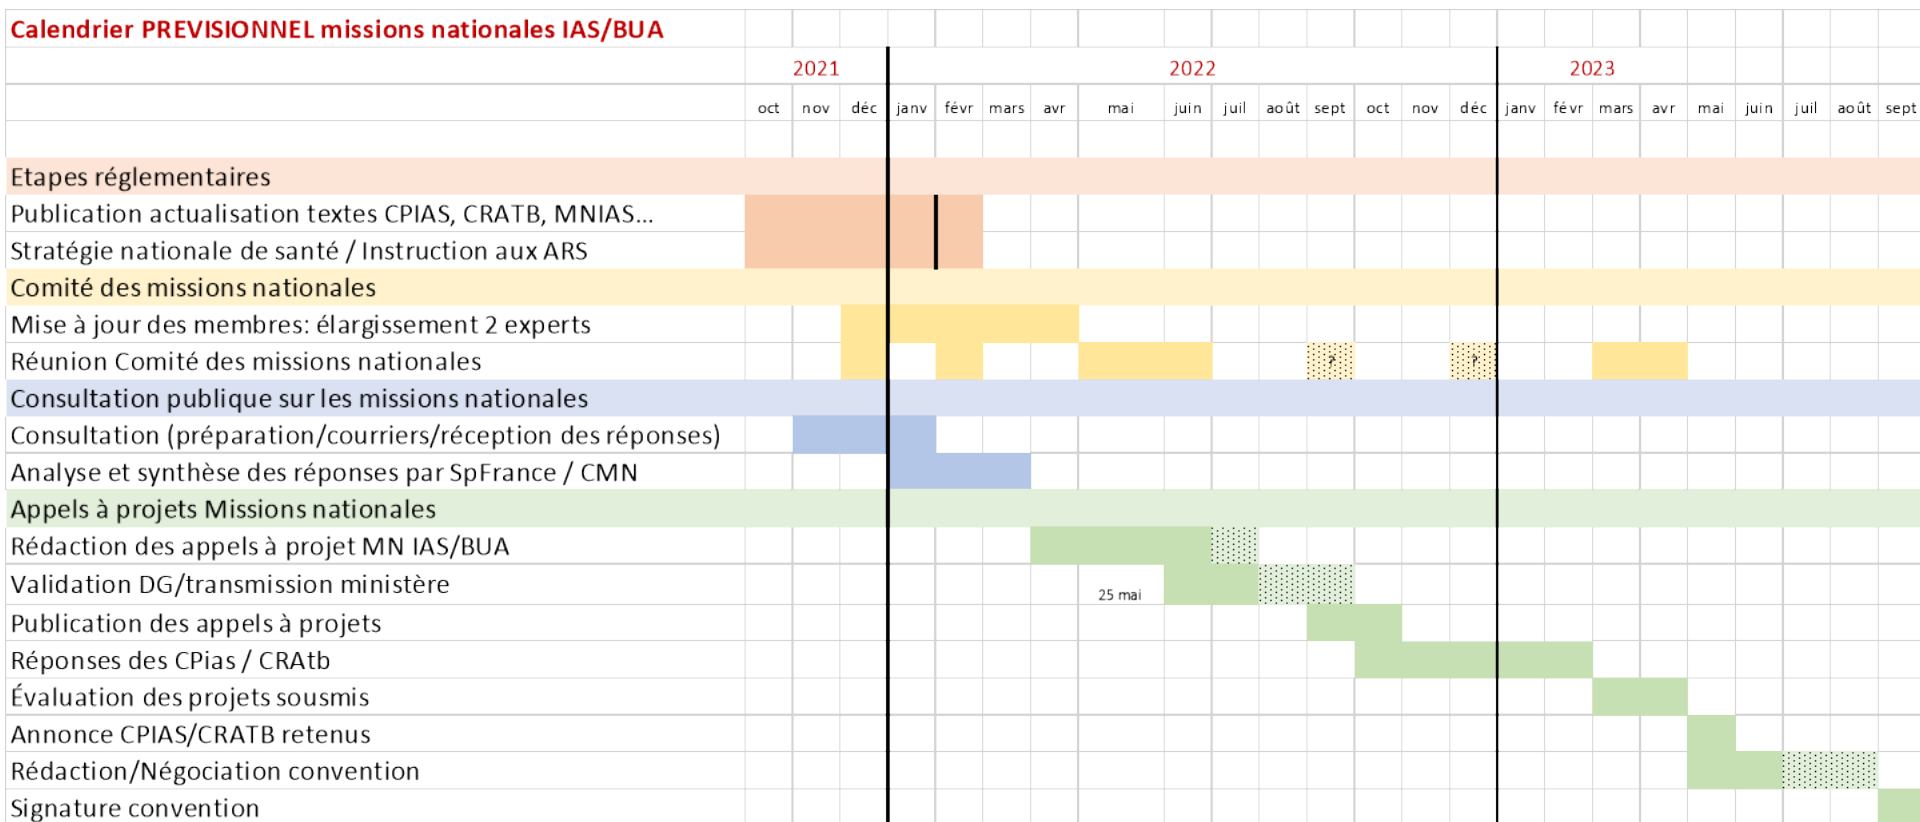 Calendrier PREVISIONNEL missions nationales IAS/BUA
2021 2022 2023
oct nov déc janv févr mars avr mai juin juil août sept oct nov déc janv févr mars avr mai juin juil août sept
Etapes réglementaires
Publication actualisation textes CPIAS, CRATB, MNIAS...
Stratégie nationale de santé / Instruction aux ARS
Comité des missions nationales
Mise à jour des membres: élargissement 2 experts
Réunion Comité des missions nationales ? ?
Consultation publique sur les missions nationales
Consultation (préparation/courriers/réception des réponses)
Analyse et synthèse des réponses par SpFrance / CMN
Appels à projets Missions nationales
Rédaction des appels à projet MN IAS/BUA
Validation DG/transmission ministère 25 mai
Publication des appels à projets
Réponses des CPias / CRAtb
Évaluation des projets sousmis
Annonce CPIAS/CRATB retenus
Rédaction/Négociation convention
Signature convention